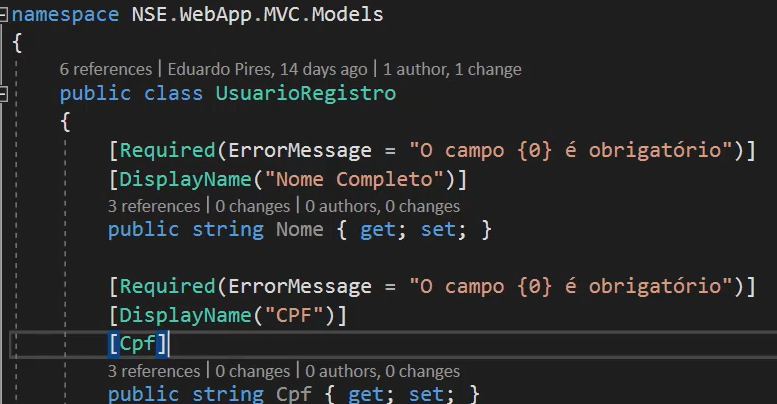 namespace NSE.WebApp.MVC.Models
{
6 references | Eduardo Pires, 14 days ago | 1 author, 1 change
public class UsuarioRegistro
{
[Required(ErrorMessage = "O campo {0} é obrigatório")]
[DisplayName("Nome Completo")]
3 references | 0 changes | 0 authors, 0 changes
public string Nome { get; set; }
[Required(ErrorMessage = "O campo {0} é obrigatório")]
[DisplayName("CPF")]
[Cpf]
3 references | 0 changes | 0 authors, 0 changes
public string Cpf { get; set; }